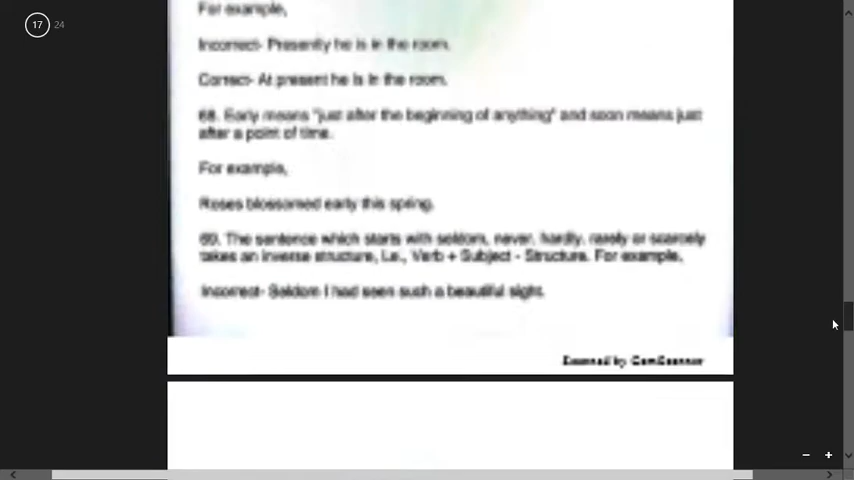 17 24
For example,
Incorrect- Presently he is in the room.
Correct- At present he is in the room.
68. Early means "just after the beginning of anything" and soon means just
after a point of time.
For example,
Roses blossomed early this spring.
69. The sentence which starts with seldom, never, hardly, rarely or scarcely
takes an inverse structure, i.e., Verb + Subject - Structure. For example,
Incorrect- Seldom I had seen such a beautiful sight.
Scanned by CamScanner